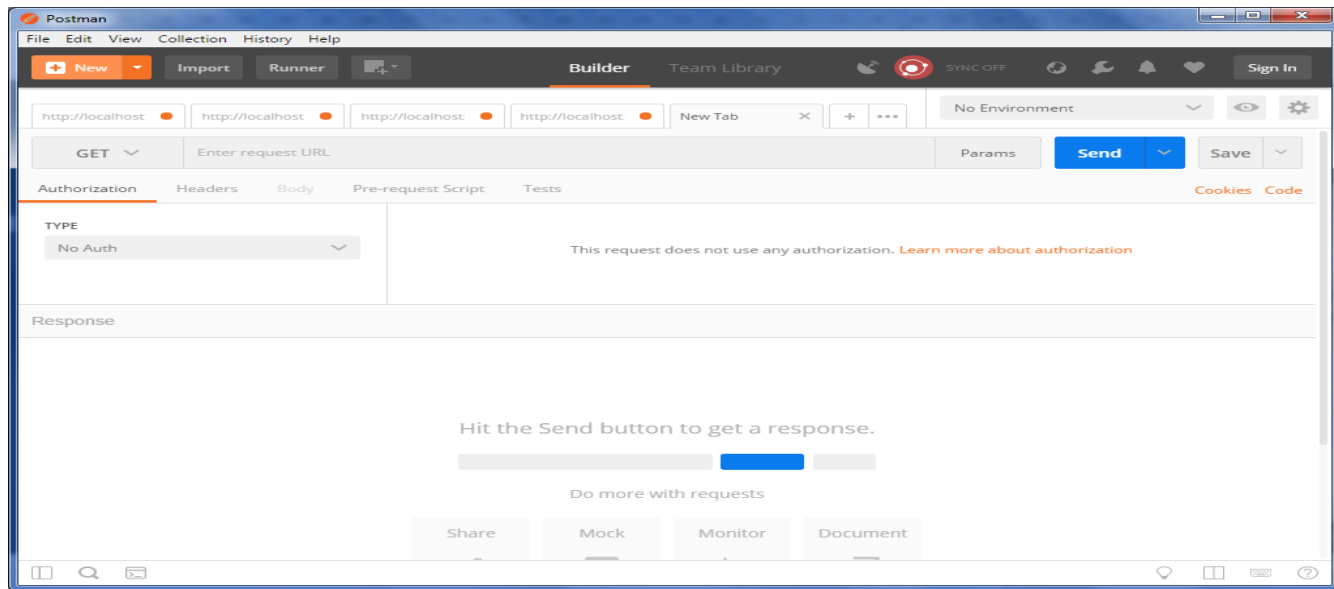 Postman
File Edit View Collection History Help
New Import Runner Builder Team Library SYNC OFF Sign In
http://localhost http://localhost http://localhost http://localhost New Tab No Environment
GET Enter request URL Params Send Save
Authorization Headers Body Pre-request Script Tests Cookies Code
TYPE
No Auth
This request does not use any authorization. Learn more about authorization
Response
Hit the Send button to get a response.
Do more with requests
Share Mock Monitor Document